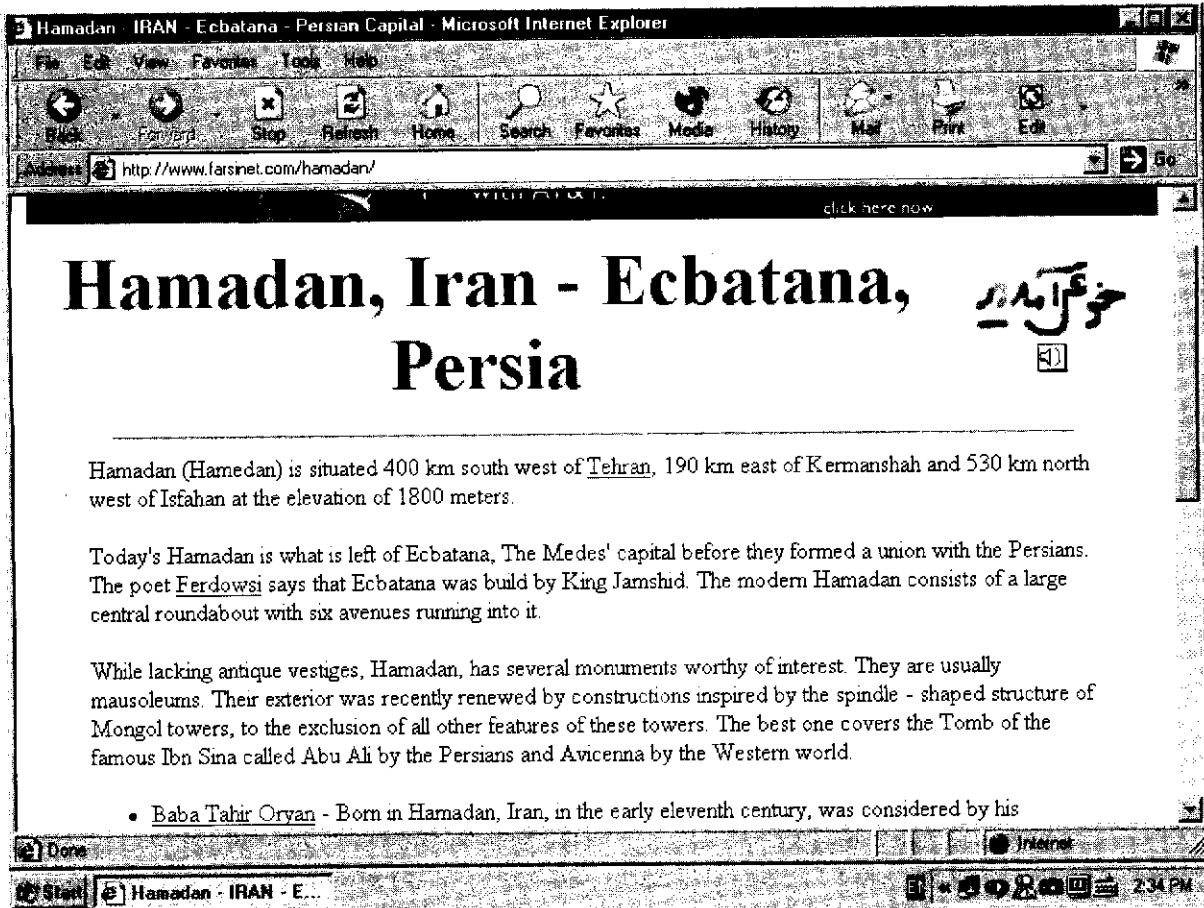 Hamadan - IRAN - Ecbatana - Persian Capital - Microsoft Internet Explorer
File Edit View Favorites Tools Help
Back Forward Stop Refresh Home Search Favorites Media History Mail Print Edit
Address http://www.farsinet.com/hamadan/ Go
click here now
Hamadan, Iran - Ecbatana,
Persia
Hamadan (Hamedan) is situated 400 km south west of Tehran, 190 km east of Kermanshah and 530 km north
west of Isfahan at the elevation of 1800 meters.
Today's Hamadan is what is left of Ecbatana, The Medes' capital before they formed a union with the Persians.
The poet Ferdowsi says that Ecbatana was build by King Jamshid. The modern Hamadan consists of a large
central roundabout with six avenues running into it.
While lacking antique vestiges, Hamadan, has several monuments worthy of interest. They are usually
mausoleums. Their exterior was recently renewed by constructions inspired by the spindle - shaped structure of
Mongol towers, to the exclusion of all other features of these towers. The best one covers the Tomb of the
famous Ibn Sina called Abu Ali by the Persians and Avicenna by the Western world.
• Baba Tahir Oryan - Born in Hamadan, Iran, in the early eleventh century, was considered by his
Done Internet
Start Hamadan - IRAN - E... 2:34 PM